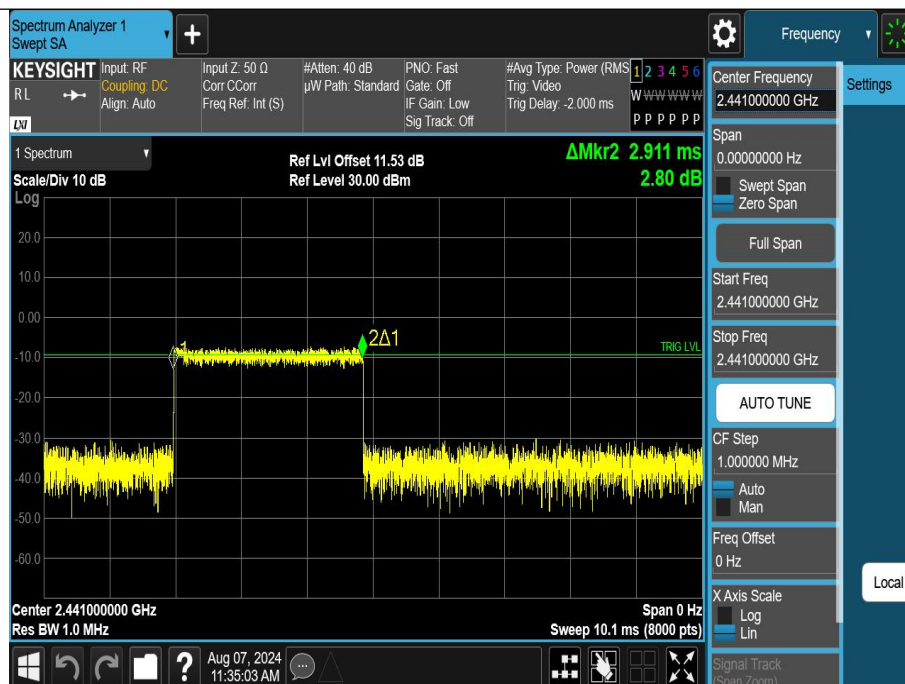 Spectrum Analyzer 1
Swept SA
Frequency
KEYSIGHT
RL
LXI
Input: RF
Coupling: DC
Align: Auto
Input Z: 50 Ω
Corr CCorr
Freq Ref: Int (S)
#Atten: 40 dB
µW Path: Standard
PNO: Fast
Gate: Off
IF Gain: Low
Sig Track: Off
#Avg Type: Power (RMS
Trig: Video
Trig Delay: -2.000 ms
1 2 3 4 5 6
W W W W W W
P P P P P P
1 Spectrum
Scale/Div 10 dB
Log
Ref Lvl Offset 11.53 dB
Ref Level 30.00 dBm
ΔMkr2 2.911 ms
2.80 dB
20.0
10.0
0.00
-10.0
-20.0
-30.0
-40.0
-50.0
-60.0
1
2Δ1
TRIG LVL
Center 2.441000000 GHz
Res BW 1.0 MHz
Span 0 Hz
Sweep 10.1 ms (8000 pts)
Aug 07, 2024
11:35:03 AM
Center Frequency
2.441000000 GHz
Span
0.00000000 Hz
Swept Span
Zero Span
Full Span
Start Freq
2.441000000 GHz
Stop Freq
2.441000000 GHz
AUTO TUNE
CF Step
1.000000 MHz
Auto
Man
Freq Offset
0 Hz
X Axis Scale
Log
Lin
Signal Track
(Span Zoom)
Settings
Local